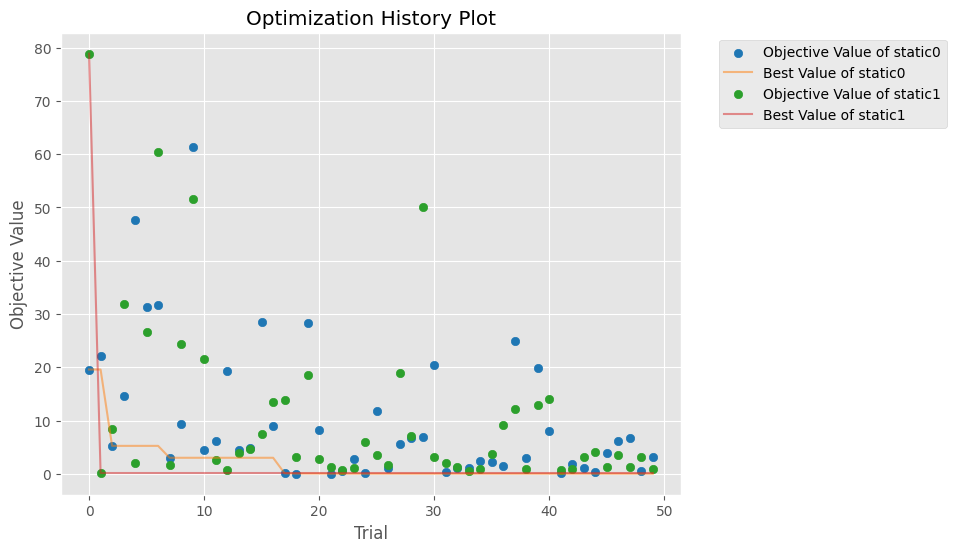 Optimization History Plot
Objective Value of static0
Best Value of static0
Objective Value of static1
Best Value of static1
Objective Value
80
70
60
50
40
30
20
10
0
0 10 20 30 40 50
Trial